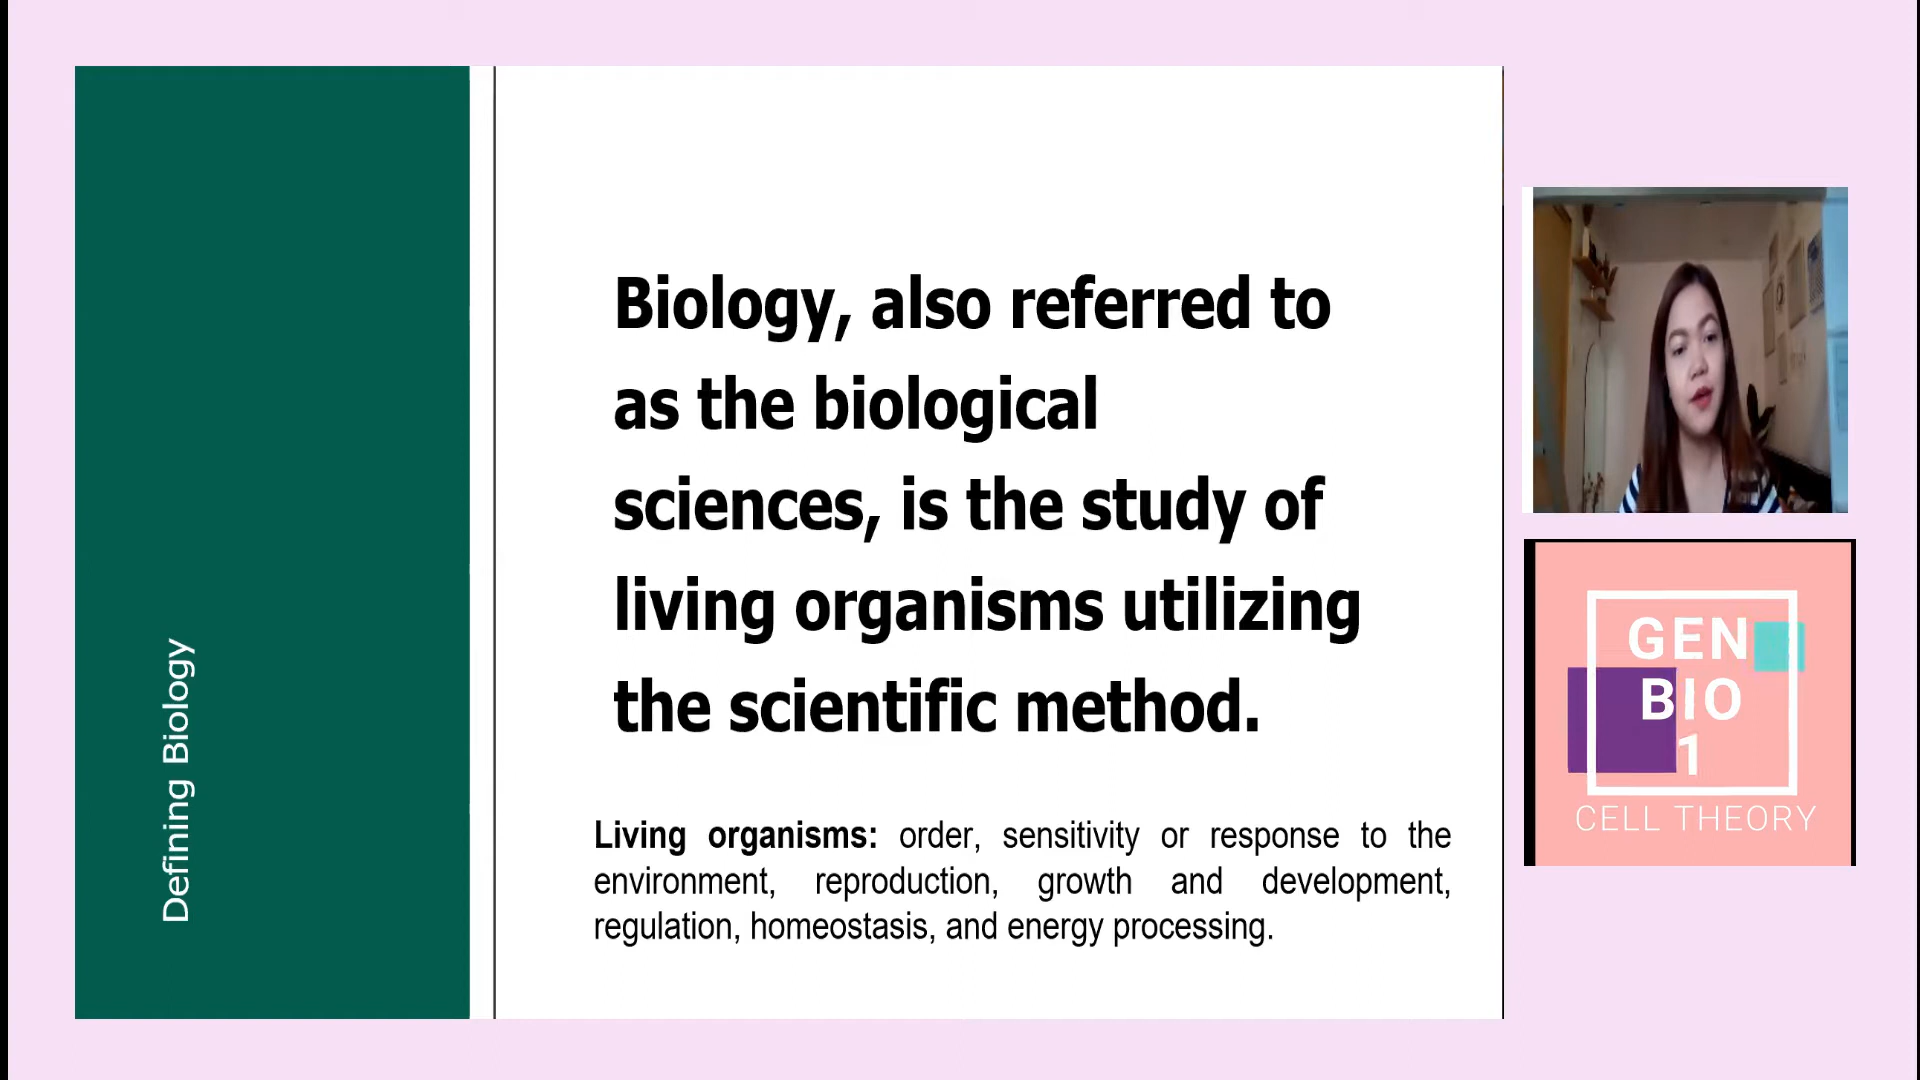 Defining Biology
Biology, also referred to
as the biological
sciences, is the study of
living organisms utilizing
the scientific method.
Living organisms: order, sensitivity or response to the
environment, reproduction, growth and development,
regulation, homeostasis, and energy processing.
GEN
BIO
1
CELL THEORY